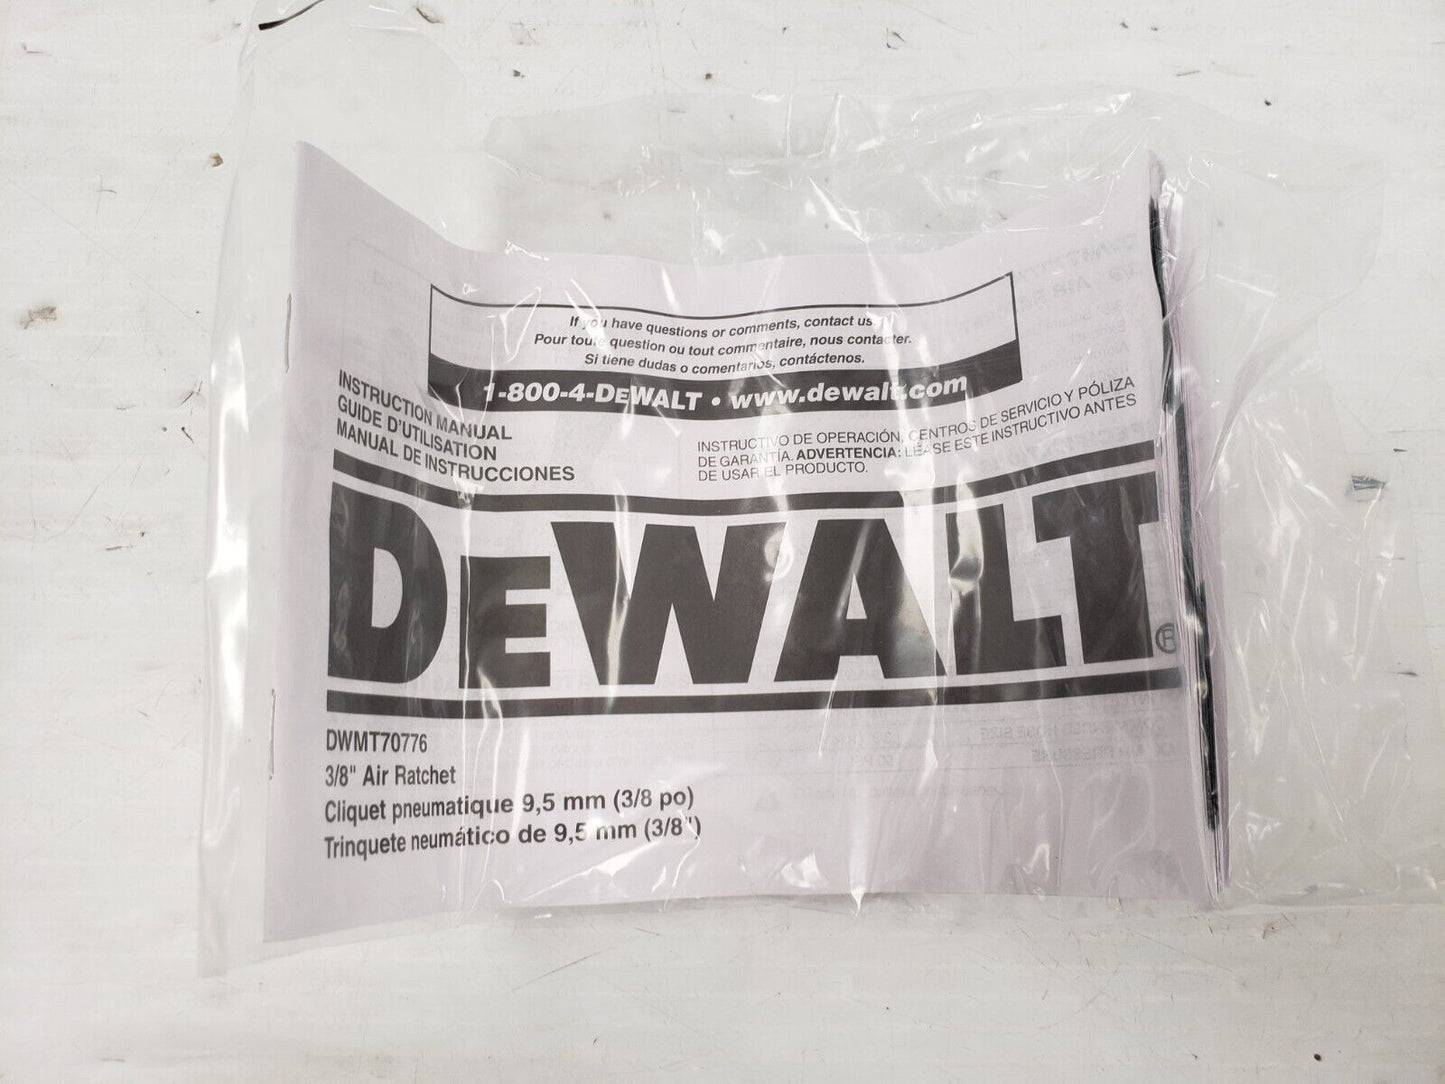 If you have questions or comments, contact us.
Pour toute question ou tout commentaire, nous contacter.
Si tiene dudas o comentarios, contáctenos.
1-800-4-DEWALT • www.dewalt.com
INSTRUCTION MANUAL
GUIDE D'UTILISATION
MANUAL DE INSTRUCCIONES
INSTRUCTIVO DE OPERACIÓN, CENTROS DE SERVICIO Y PÓLIZA
DE GARANTÍA. ADVERTENCIA: LÉASE ESTE INSTRUCTIVO ANTES
DE USAR EL PRODUCTO.
DEWALT®
DWMT70776
3/8" Air Ratchet
Cliquet pneumatique 9,5 mm (3/8 po)
Trinquete neumático de 9,5 mm (3/8")